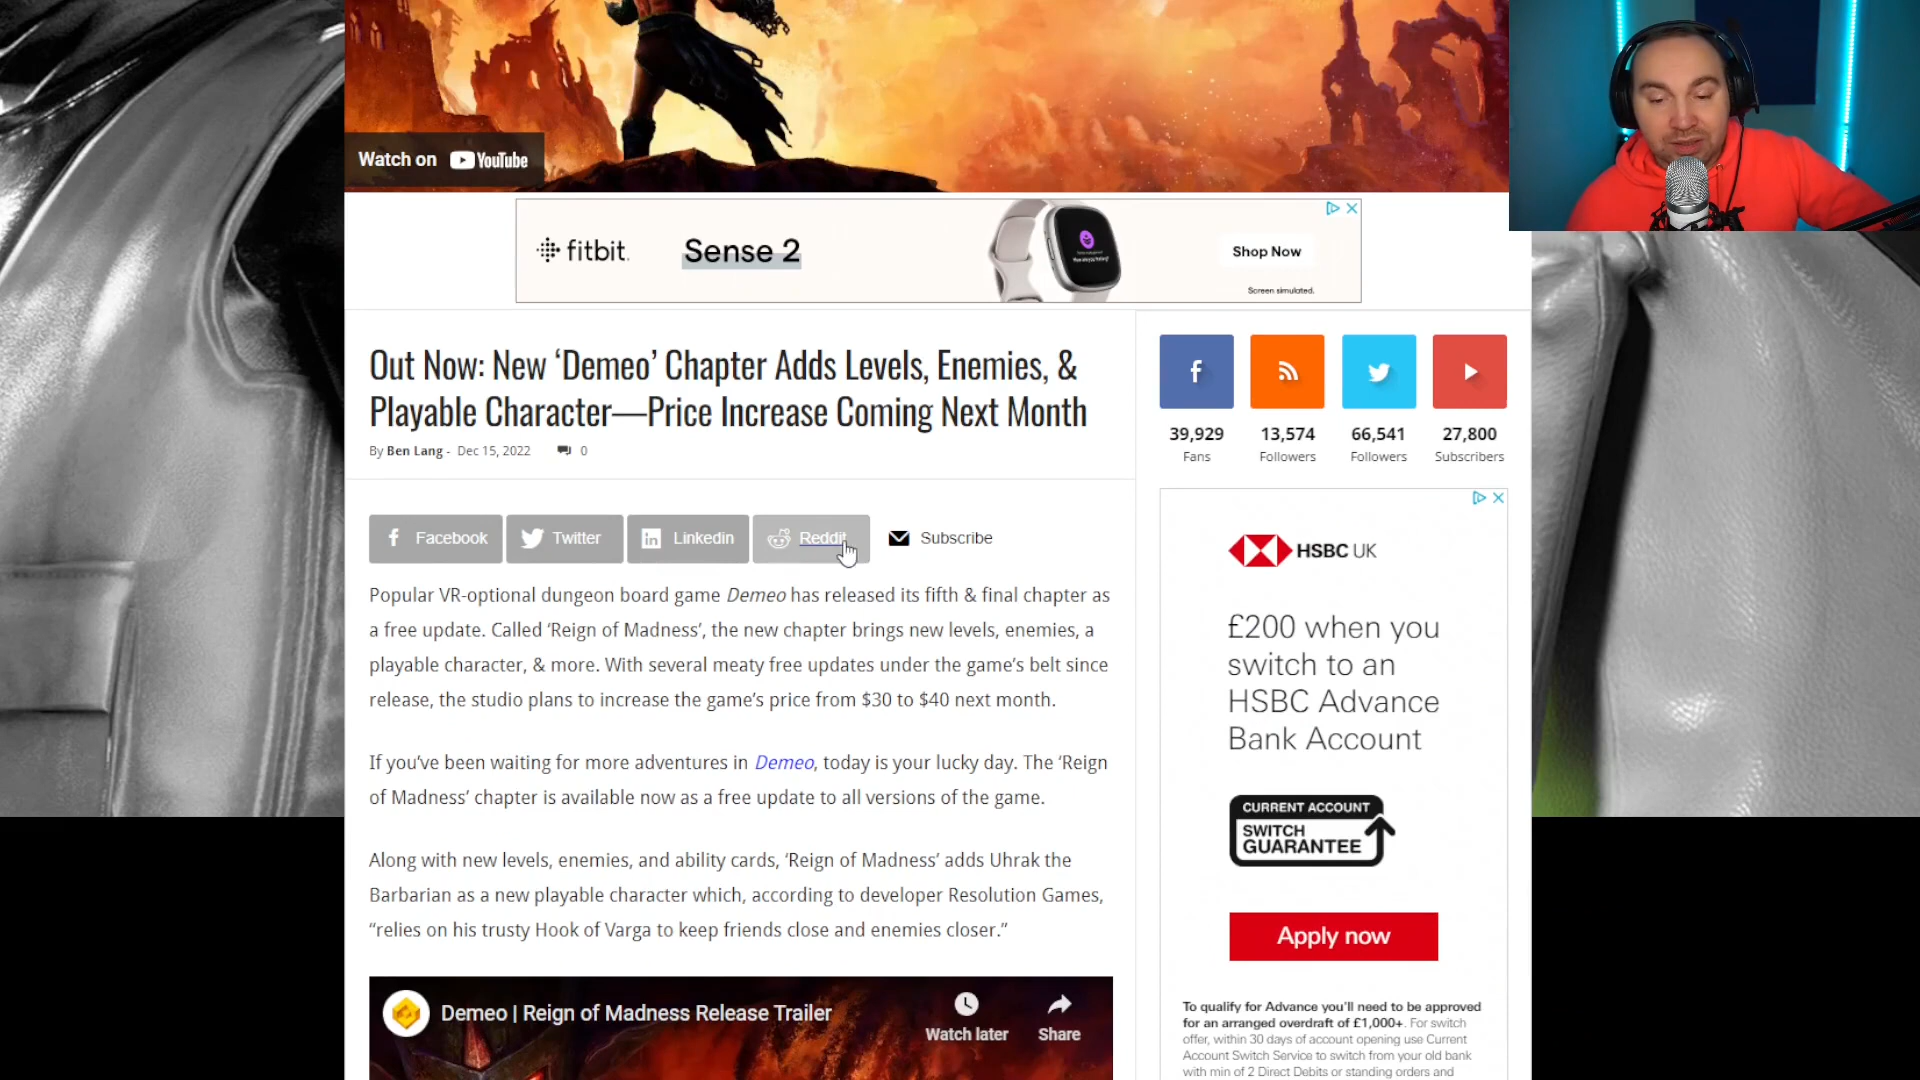 Watch on YouTube
fitbit.
Sense 2
Shop Now
Screen simulated.
Out Now: New ‘Demeo’ Chapter Adds Levels, Enemies, &
Playable Character—Price Increase Coming Next Month
By Ben Lang - Dec 15, 2022 0
Facebook Twitter Linkedin Reddit Subscribe
Popular VR-optional dungeon board game Demeo has released its fifth & final chapter as
a free update. Called ‘Reign of Madness’, the new chapter brings new levels, enemies, a
playable character, & more. With several meaty free updates under the game’s belt since
release, the studio plans to increase the game’s price from $30 to $40 next month.
If you’ve been waiting for more adventures in Demeo, today is your lucky day. The ‘Reign
of Madness’ chapter is available now as a free update to all versions of the game.
Along with new levels, enemies, and ability cards, ‘Reign of Madness’ adds Uhrak the
Barbarian as a new playable character which, according to developer Resolution Games,
“relies on his trusty Hook of Varga to keep friends close and enemies closer.”
Demeo | Reign of Madness Release Trailer
Watch later Share
39,929 13,574 66,541 27,800
Fans Followers Followers Subscribers
HSBC UK
£200 when you
switch to an
HSBC Advance
Bank Account
CURRENT ACCOUNT
SWITCH
GUARANTEE
Apply now
To qualify for Advance you’ll need to be approved
for an arranged overdraft of £1,000+. For switch
offer, within 30 days of account opening use Current
Account Switch Service to switch from your old bank
with min of 2 Direct Debits or standing orders and